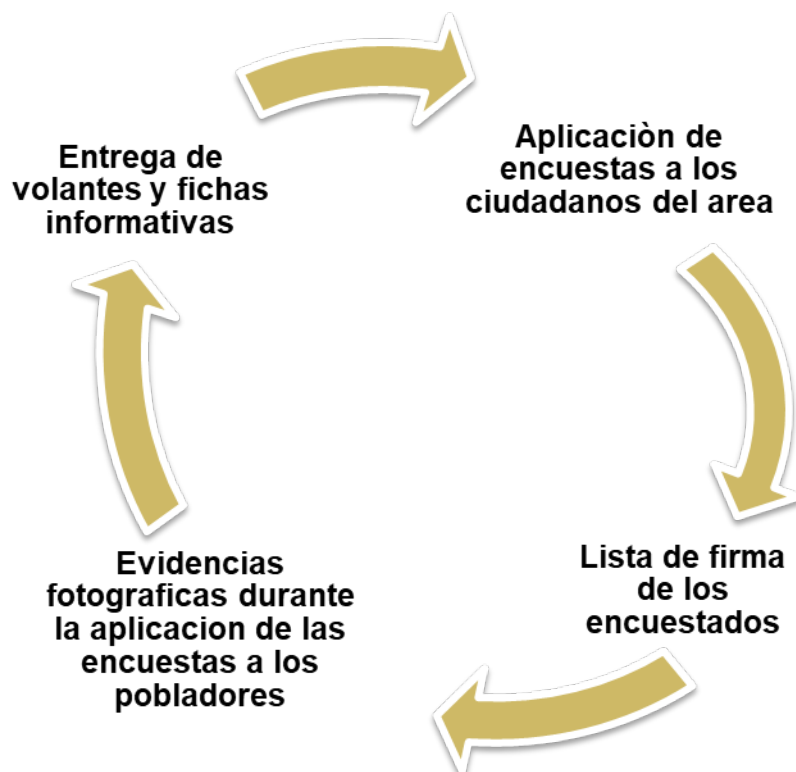 Entrega de
volantes y fichas
informativas
Aplicaciòn de
encuestas a los
ciudadanos del area
Lista de firma
de los
encuestados
Evidencias
fotograficas durante
la aplicacion de las
encuestas a los
pobladores